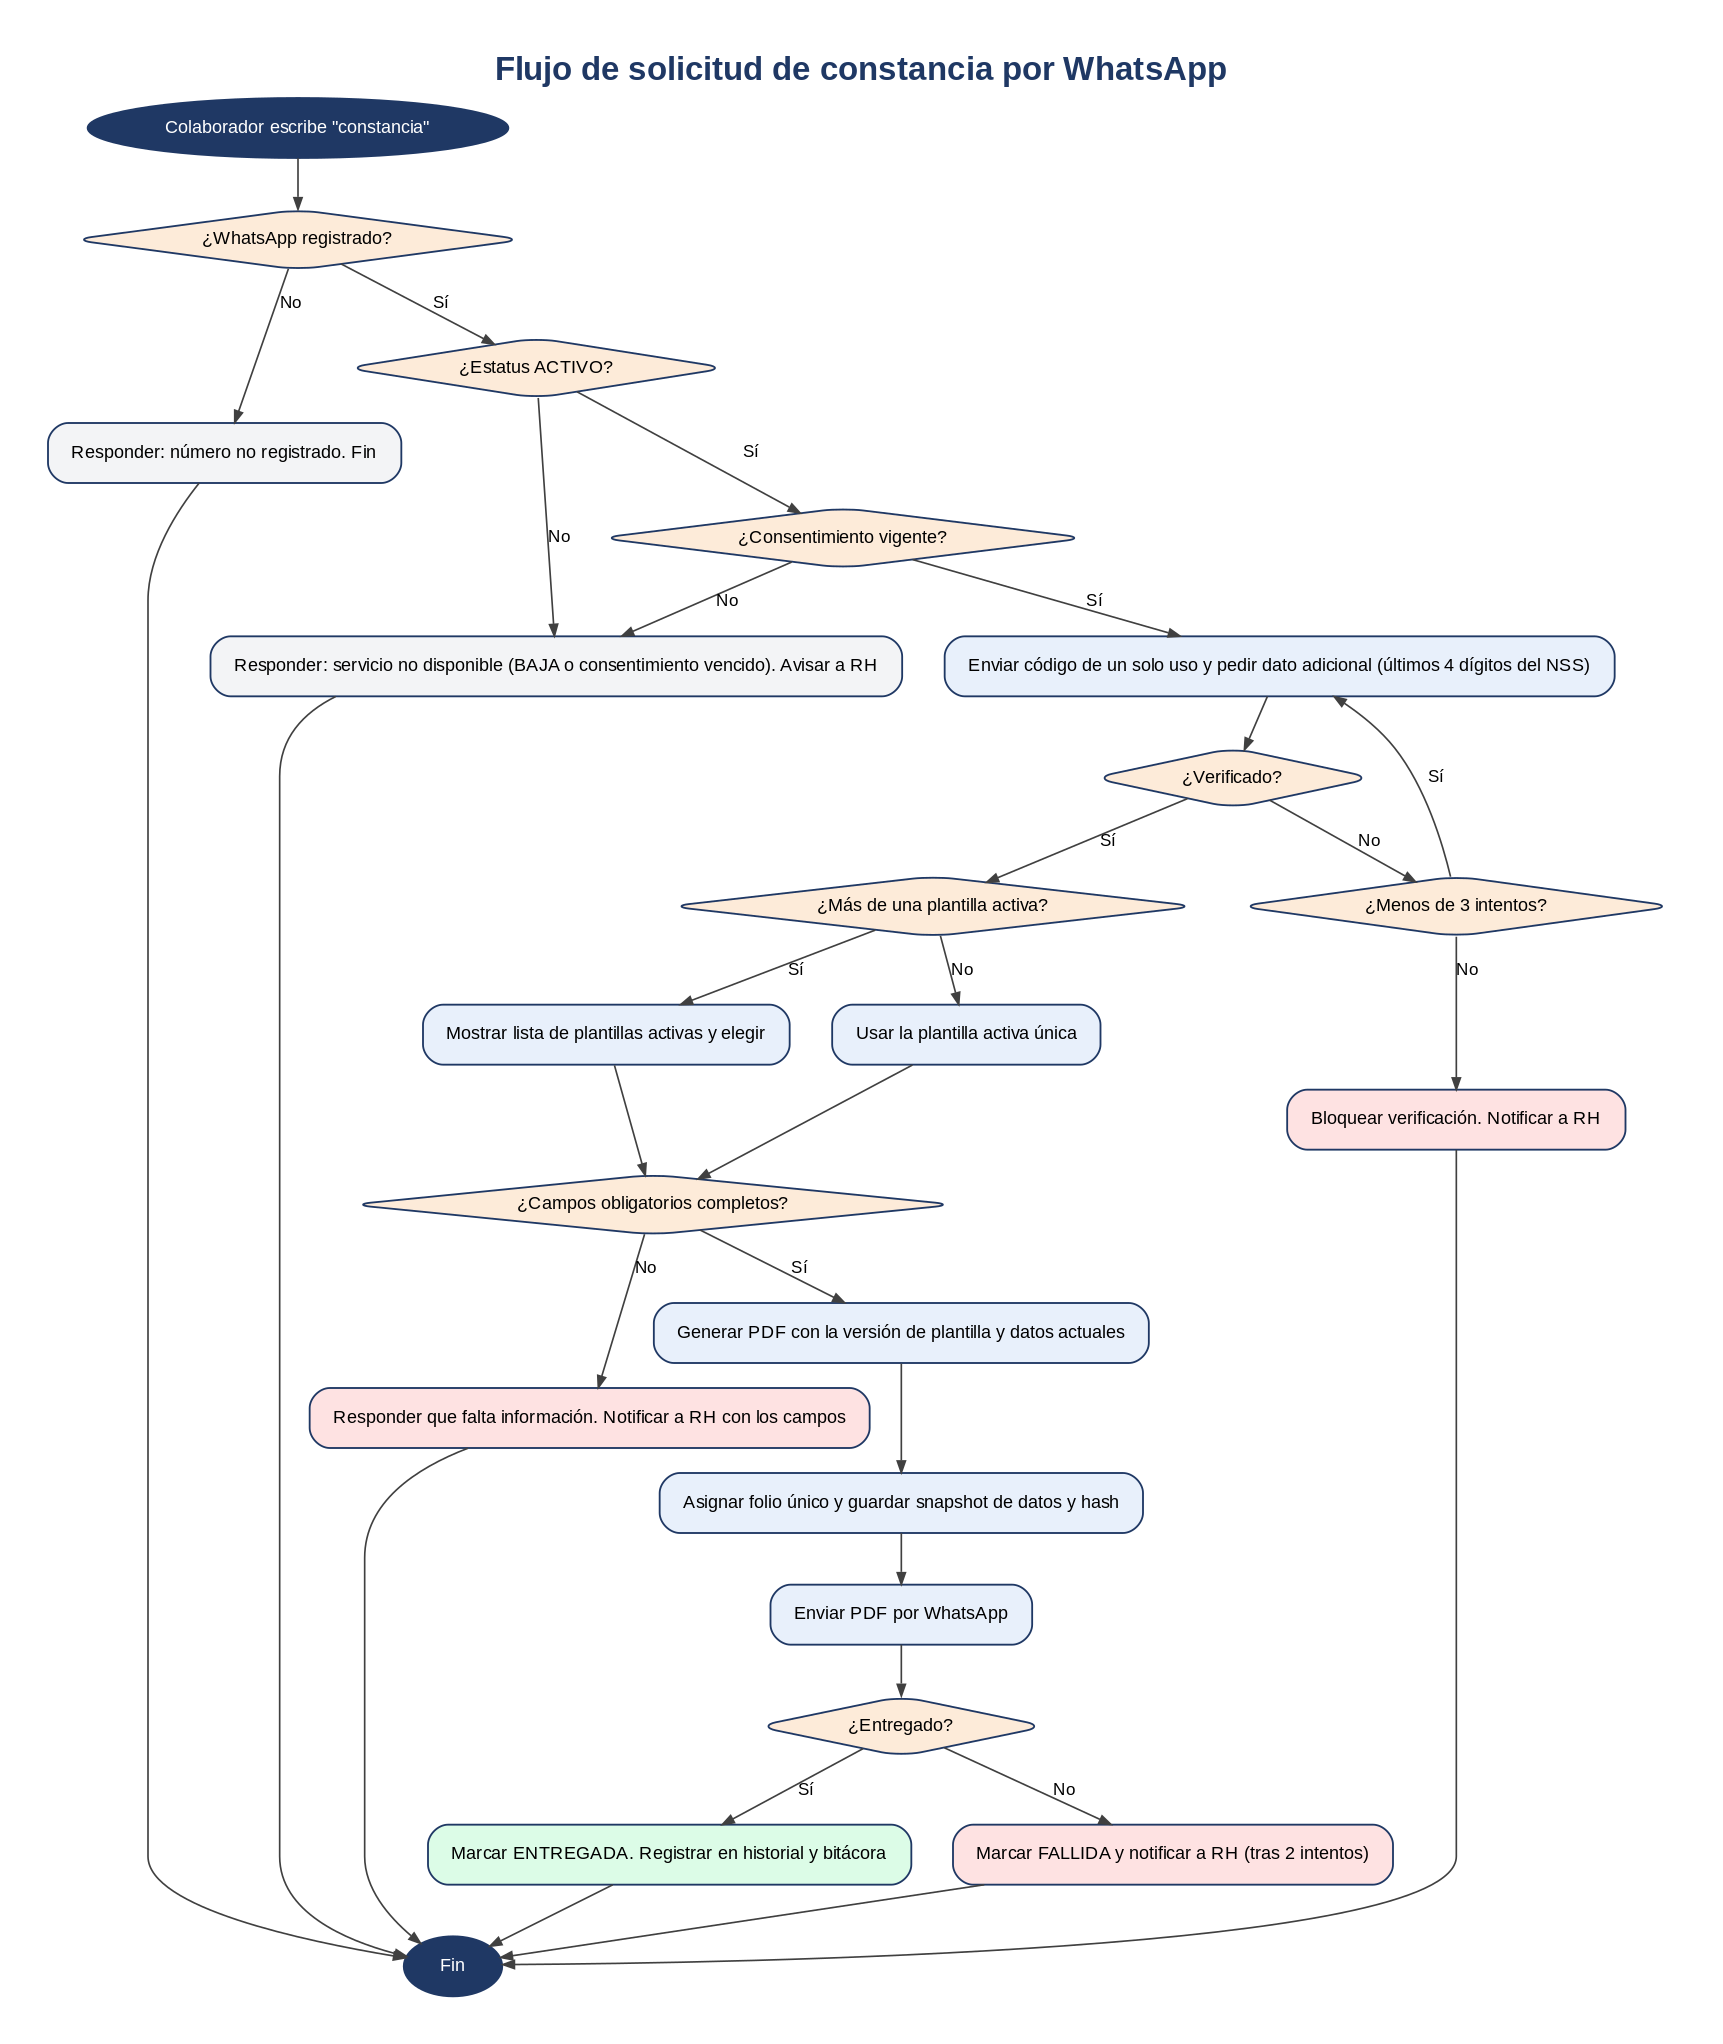 Flujo de solicitud de constancia por WhatsApp
Colaborador escribe "constancia"
¿WhatsApp registrado?
No
Sí
¿Estatus ACTIVO?
Responder: número no registrado. Fin
Sí
No
¿Consentimiento vigente?
No
Sí
Responder: servicio no disponible (BAJA o consentimiento vencido). Avisar a RH
Enviar código de un solo uso y pedir dato adicional (últimos 4 dígitos del NSS)
¿Verificado?
Sí
Sí
No
¿Más de una plantilla activa?
¿Menos de 3 intentos?
Sí
No
No
Mostrar lista de plantillas activas y elegir
Usar la plantilla activa única
Bloquear verificación. Notificar a RH
¿Campos obligatorios completos?
No
Sí
Generar PDF con la versión de plantilla y datos actuales
Responder que falta información. Notificar a RH con los campos
Asignar folio único y guardar snapshot de datos y hash
Enviar PDF por WhatsApp
¿Entregado?
Sí
No
Marcar ENTREGADA. Registrar en historial y bitácora
Marcar FALLIDA y notificar a RH (tras 2 intentos)
Fin